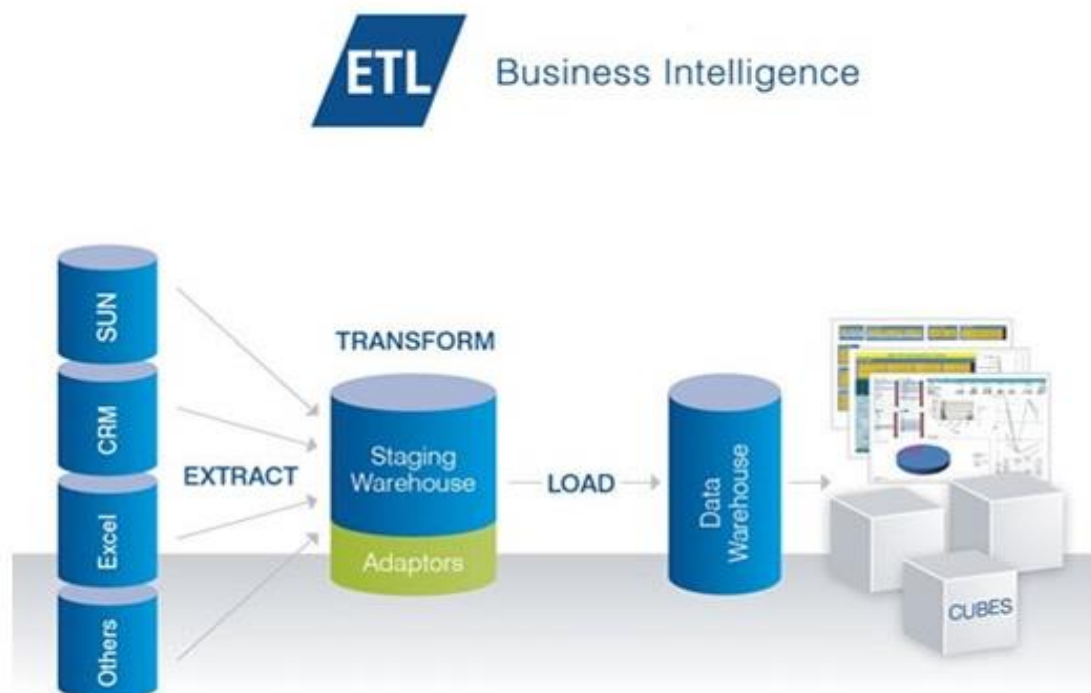 ETL
Business Intelligence
SUN
CRM
Excel
Others
EXTRACT
TRANSFORM
Staging
Warehouse
Adaptors
LOAD
Data
Warehouse
CUBES